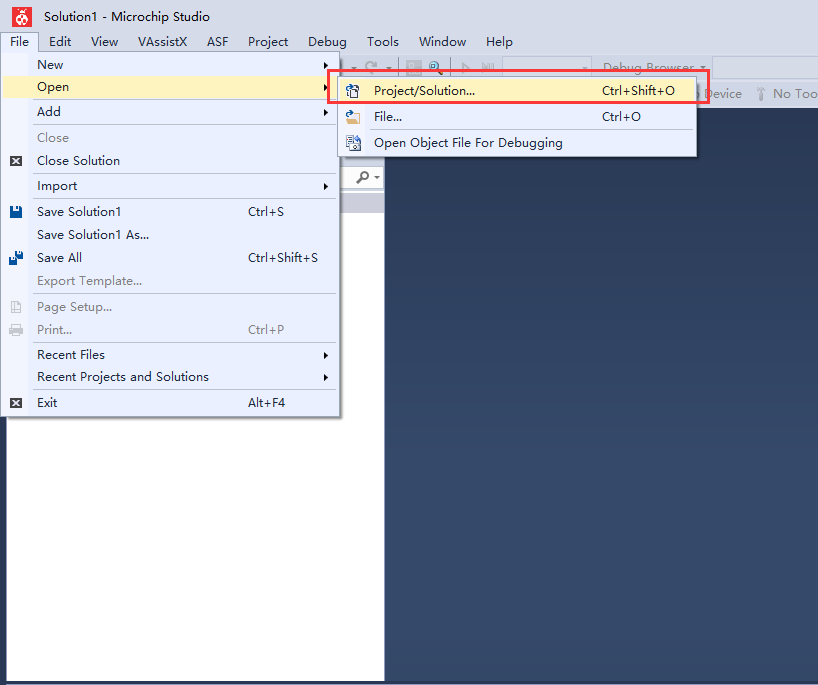 Solution1 - Microchip Studio
File Edit View VAssistX ASF Project Debug Tools Window Help
New
Open
Add
Close
Close Solution
Import
Save Solution1 Ctrl+S
Save Solution1 As...
Save All Ctrl+Shift+S
Export Template...
Page Setup...
Print... Ctrl+P
Recent Files
Recent Projects and Solutions
Exit Alt+F4
Debug Browser
Project/Solution... Ctrl+Shift+O
File... Ctrl+O
Open Object File For Debugging
Device No Too